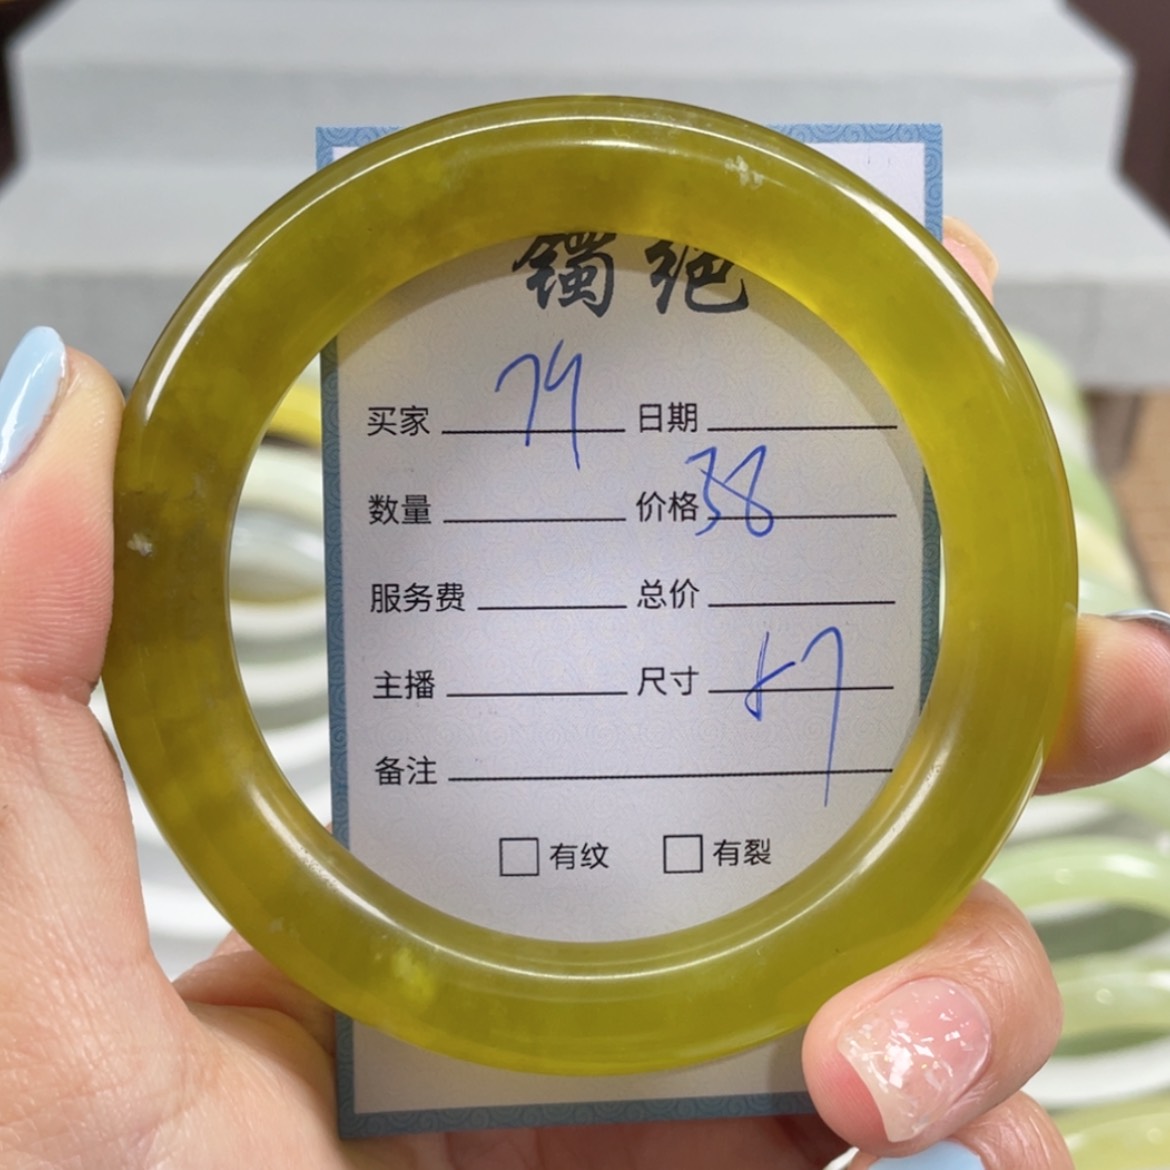 镯绝
买家 79 日期
数量 价格 38
服务费 总价
主播 尺寸 57
备注
□有纹 □有裂